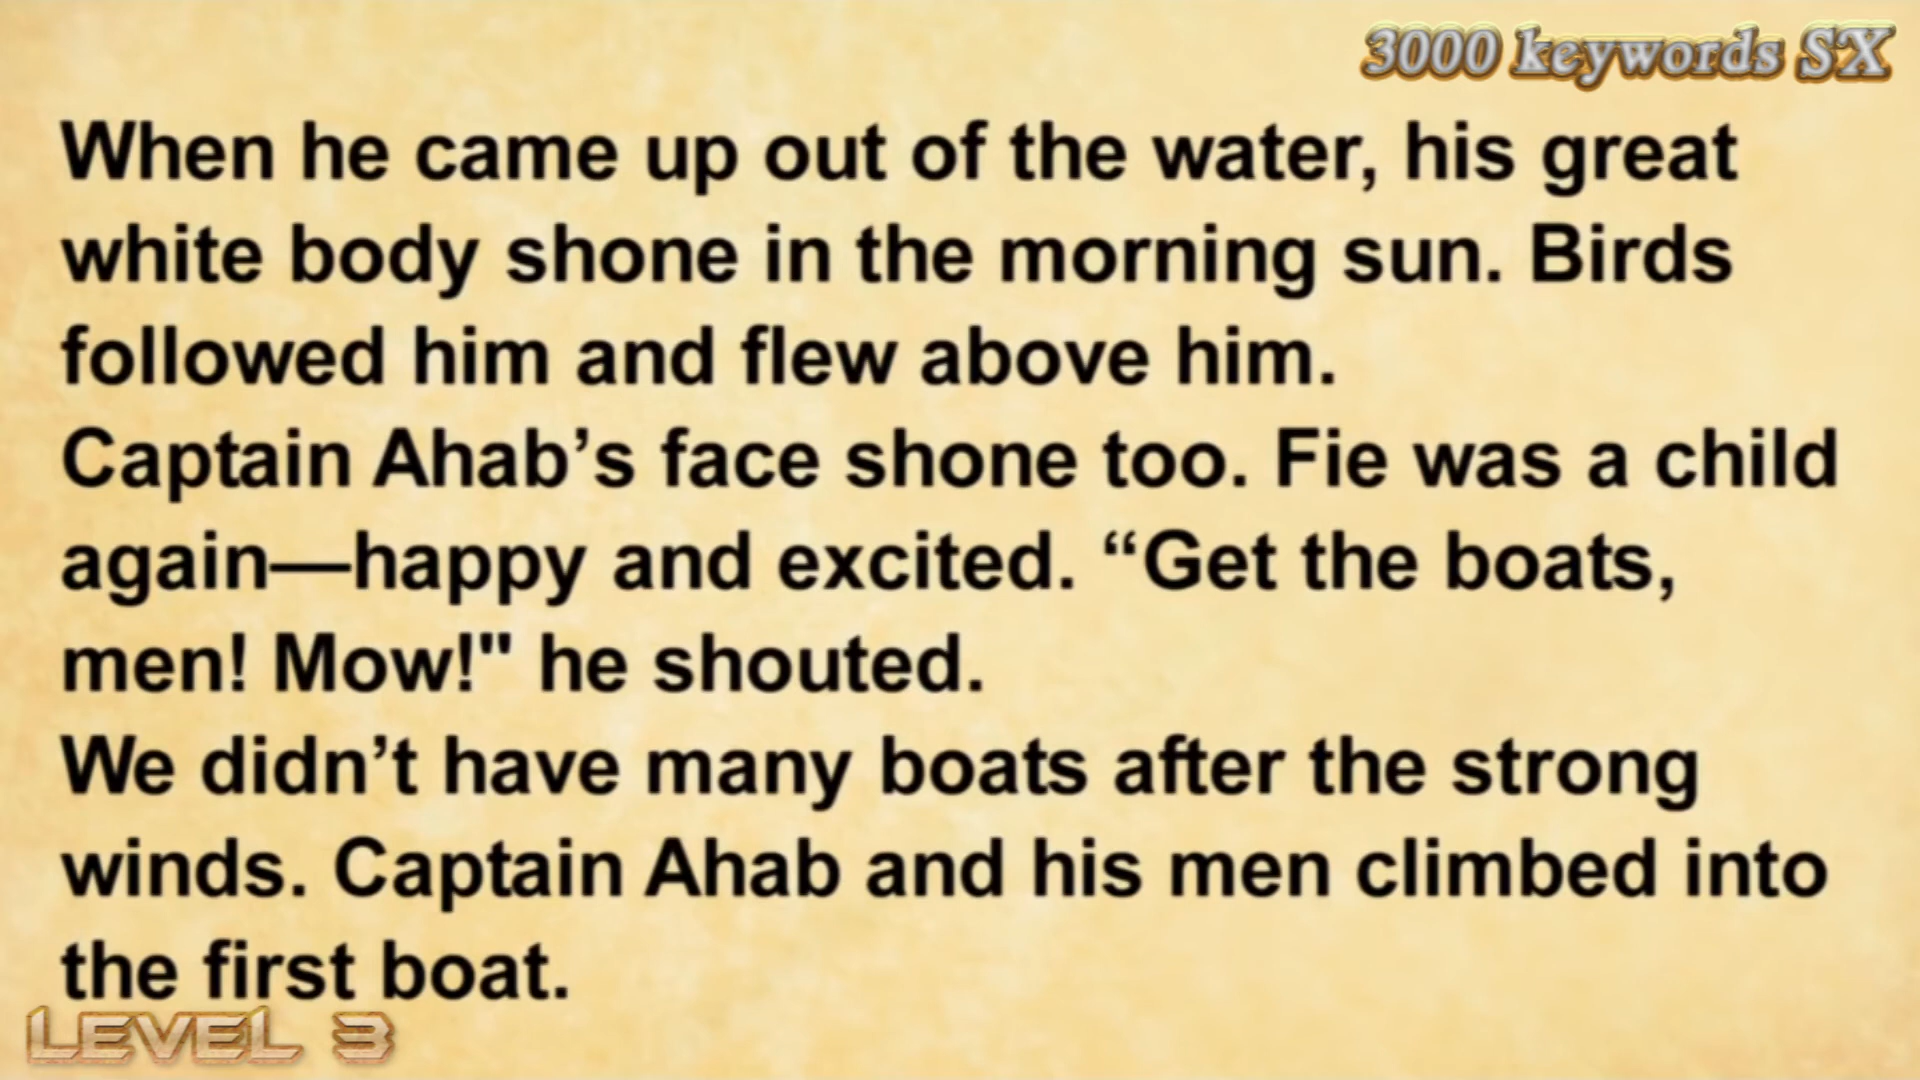 3000 keywords SX
When he came up out of the water, his great
white body shone in the morning sun. Birds
followed him and flew above him.
Captain Ahab’s face shone too. Fie was a child
again—happy and excited. “Get the boats,
men! Mow!" he shouted.
We didn’t have many boats after the strong
winds. Captain Ahab and his men climbed into
the first boat.
LEVEL 3